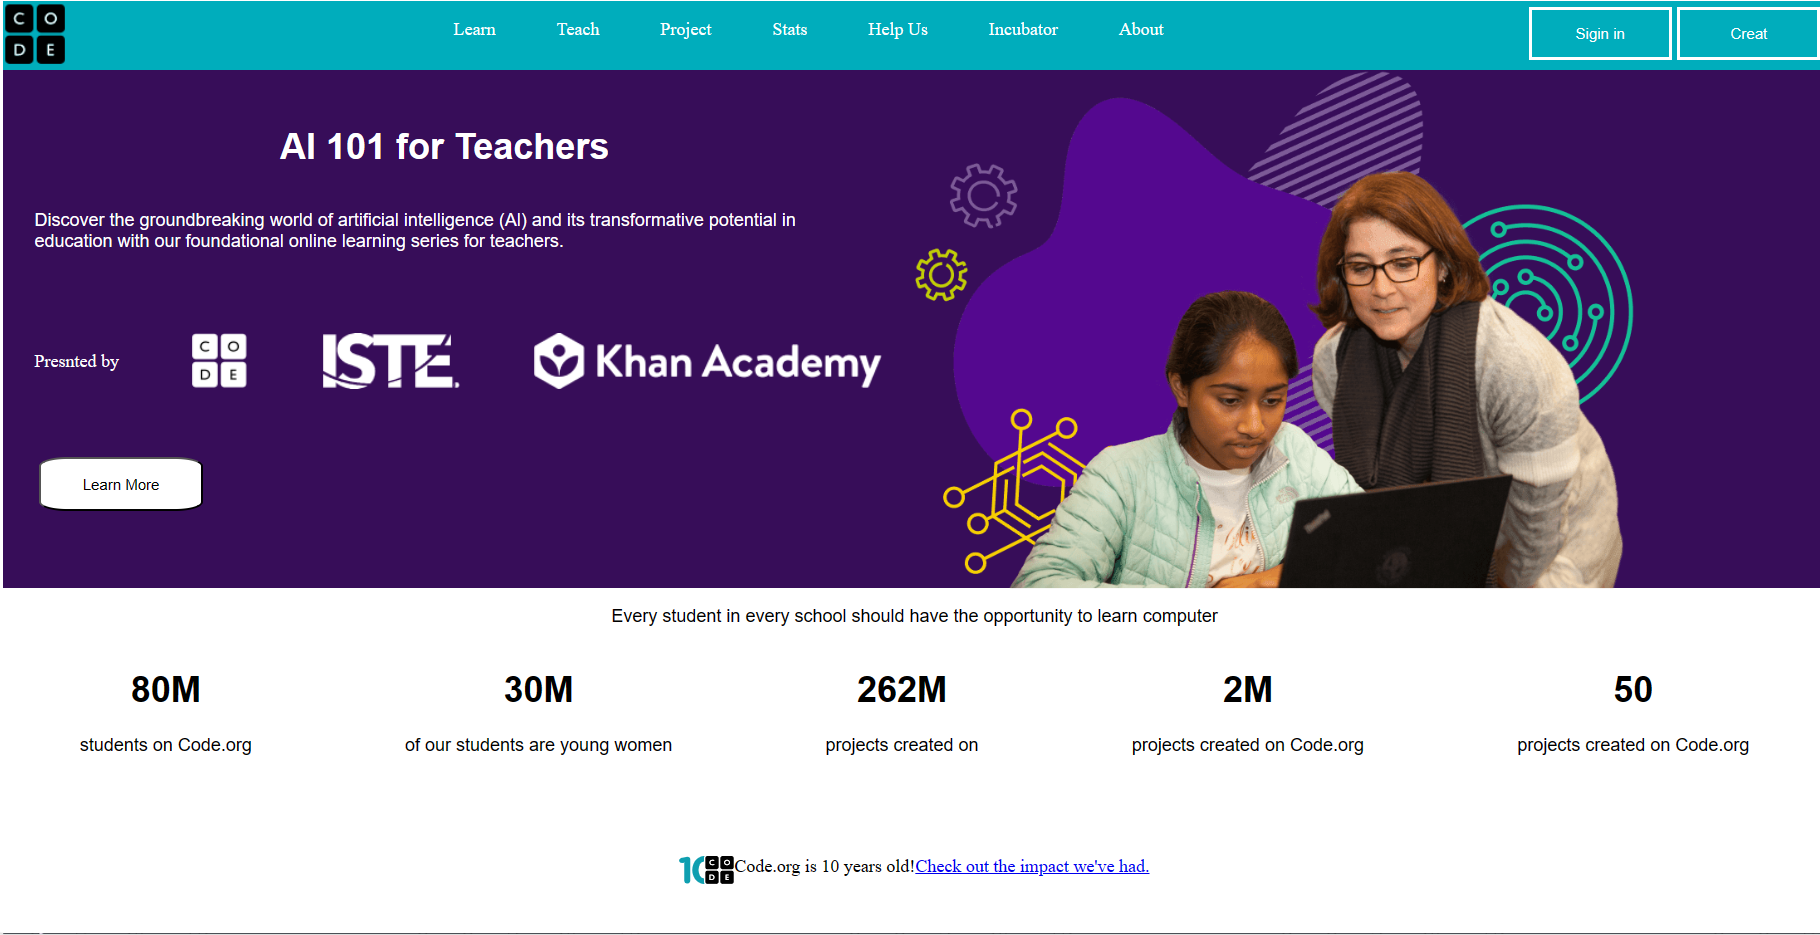 CO
DE
Learn Teach Project Stats Help Us Incubator About Sigin in Creat
AI 101 for Teachers
Discover the groundbreaking world of artificial intelligence (AI) and its transformative potential in
education with our foundational online learning series for teachers.
Presnted by CODE ISTE Khan Academy
Learn More
Every student in every school should have the opportunity to learn computer
80M 30M 262M 2M 50
students on Code.org of our students are young women projects created on projects created on Code.org projects created on Code.org
10 CODE Code.org is 10 years old!Check out the impact we've had.